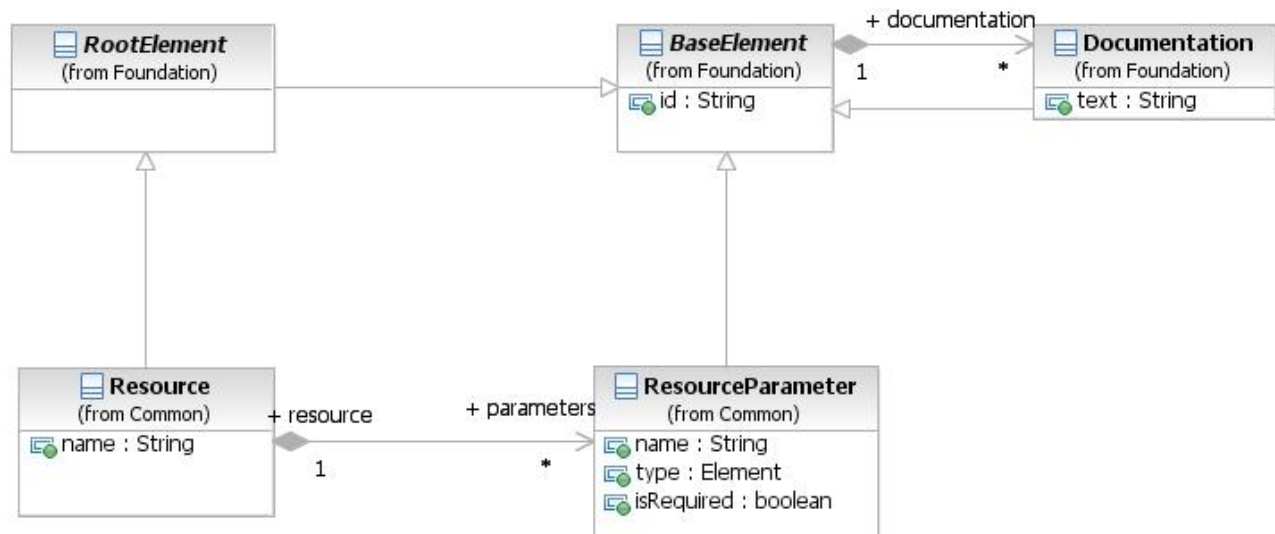 RootElement
(from Foundation)
BaseElement
(from Foundation)
id : String
+ documentation
1
*
Documentation
(from Foundation)
text : String
Resource
(from Common)
name : String
+ resource
1
+ parameters
*
ResourceParameter
(from Common)
name : String
type : Element
isRequired : boolean